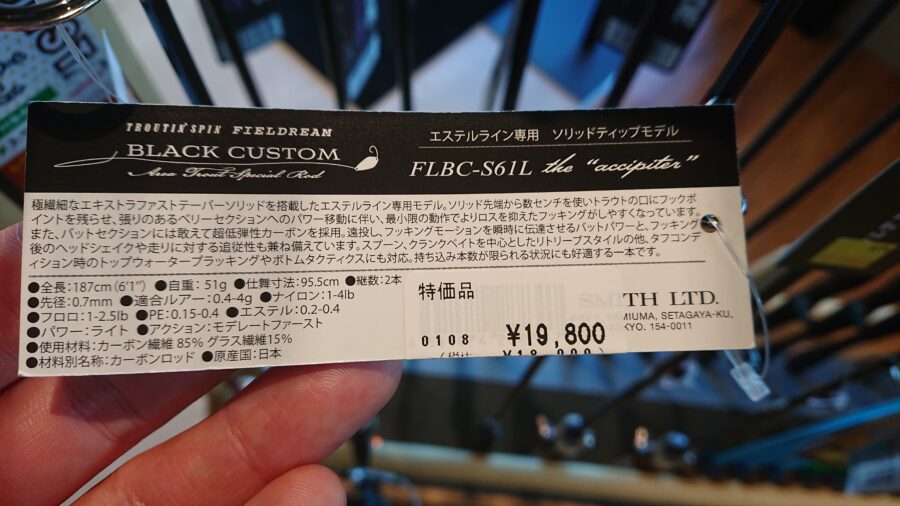 TROUTIN' SPIN FIELDREAM
BLACK CUSTOM
Area Trout Special Rod
エステルライン専用 ソリッドティップモデル
FLBC-S61L the "accipiter"
極繊細なエキストラファストテーパーソリッドを搭載したエステルライン専用モデル。ソリッド先端から数センチを使いトラウトの口にフックポ
イントを残らせ、張りのあるベリーセクションへのパワー移動に伴い、最小限の動作でよりロスを抑えたフッキングがしやすくなっています。
また、バットセクションには敢えて超低弾性カーボンを採用。遠投し、フッキングモーションを瞬時に伝達させるバットパワーと、フッキング
後のヘッドシェイクや走りに対する追従性も兼ね備えています。スプーン、クランクベイトを中心としたリトリーブスタイルの他、タフコンデ
ィション時のトップウォータープラッキングやボトムタクティクスにも対応。持ち込み本数が限られる状況にも好適する一本です。
●全長:187cm(6'1") ●自重:51g ●仕舞寸法:95.5cm ●継数:2本
●先径:0.7mm ●適合ルアー:0.4-4g ●ナイロン:1-4lb
●フロロ:1-2.5lb ●PE:0.15-0.4 ●エステル:0.2-0.4
●パワー:ライト ●アクション:モデレートファースト
●使用材料:カーボン繊維 85% グラス繊維15%
●材料別名称:カーボンロッド ●原産国:日本
特価品
0108 ¥19,800
SMITH LTD.
MIUMA, SETAGAYA-KU,
KYO. 154-0011